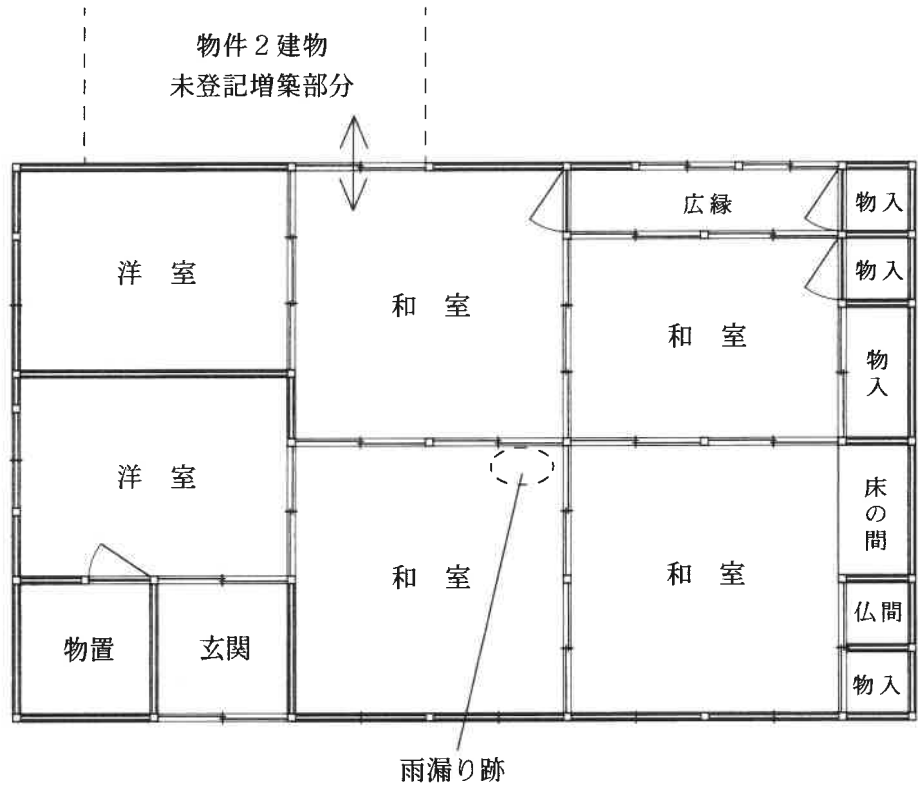 物件２建物
未登記増築部分
広縁
物入
洋 室
和 室
物入
和 室
物入
洋 室
床の間
和 室
和 室
仏間
物置
玄関
物入
雨漏り跡